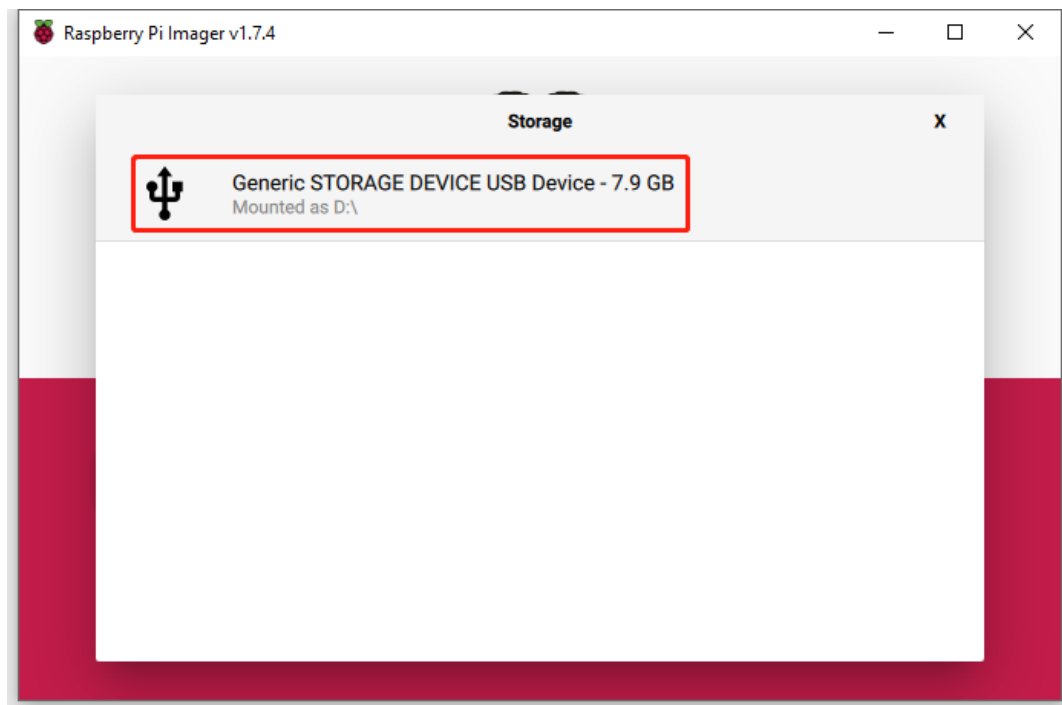 Raspberry Pi Imager v1.7.4
Storage
X
Generic STORAGE DEVICE USB Device - 7.9 GB
Mounted as D:\